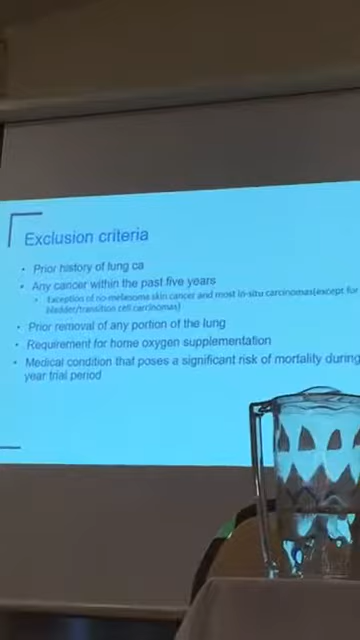 Exclusion criteria
• Prior history of lung ca
• Any cancer within the past five years
• Exception of no-melanoma skin cancer and most in-situ carcinomas(except for
bladder/transition cell carcinomas)
• Prior removal of any portion of the lung
• Requirement for home oxygen supplementation
• Medical condition that poses a significant risk of mortality during
year trial period